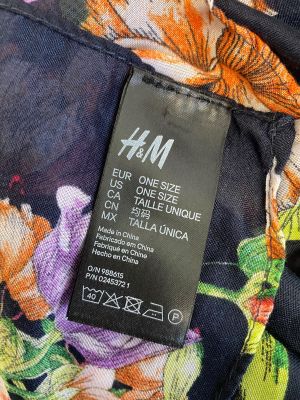 H&M
EUR ONE SIZE
US ONE SIZE
CA TAILLE UNIQUE
CN 均码
MX TALLA ÚNICA
Made in China
Fabricado em China
Fabriqué en Chine
Hecho en China
O/N 988615
P/N 0245372 1
40 P